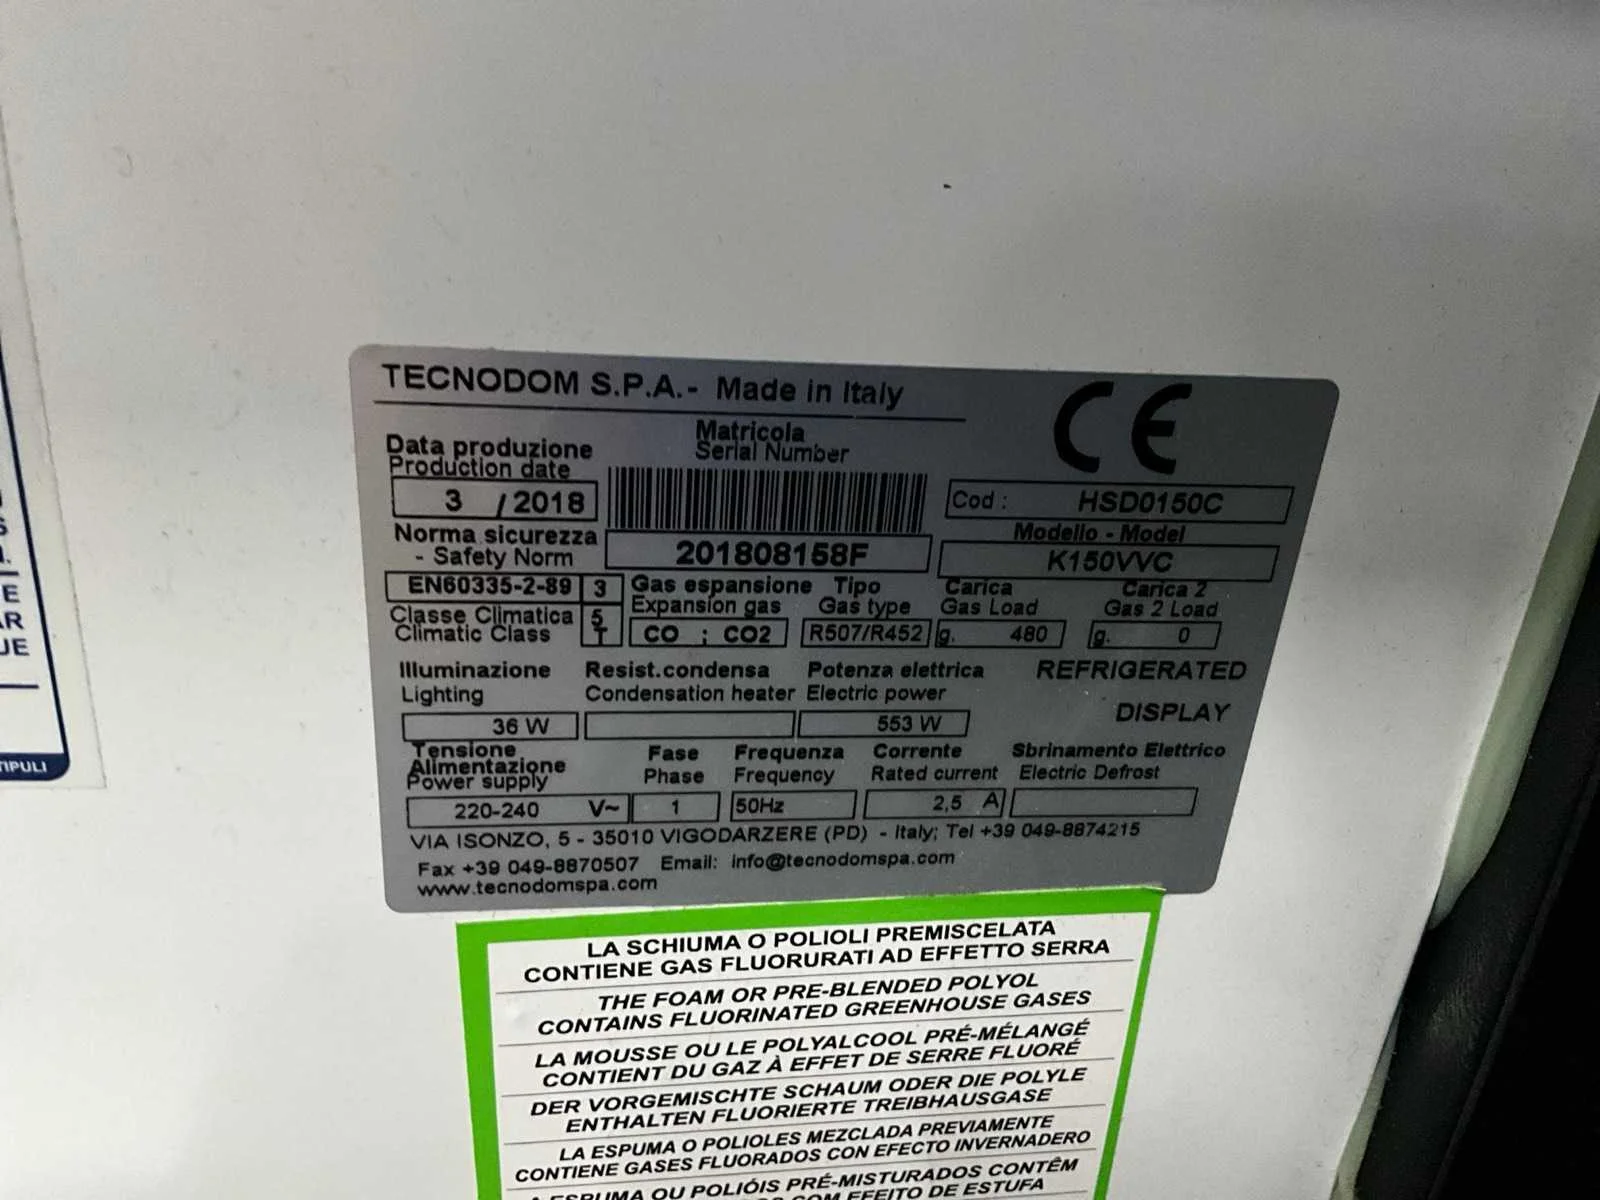 TECNODOM S.P.A.- Made in Italy
CE
Matricola
Serial Number
Data produzione
Production date
3 / 2018
Cod : HSD0150C
Norma sicurezza
- Safety Norm
201808158F
Modello - Model
K150VVC
EN60335-2-89 3
Classe Climatica 5
Climatic Class T
Gas espansione Tipo Carica Carica 2
Expansion gas Gas type Gas Load Gas 2 Load
CO ; CO2 R507/R452 g. 480 g. 0
Illuminazione Resist.condensa Potenza elettrica REFRIGERATED
Lighting Condensation heater Electric power
36 W 553 W DISPLAY
Tensione
Alimentazione Fase Frequenza Corrente Sbrinamento Elettrico
Power supply Phase Frequency Rated current Electric Defrost
220-240 V~ 1 50Hz 2,5 A
VIA ISONZO, 5 - 35010 VIGODARZERE (PD) - Italy; Tel +39 049-8874215
Fax +39 049-8870507 Email: info@tecnodomspa.com
www.tecnodomspa.com
LA SCHIUMA O POLIOLI PREMISCELATA
CONTIENE GAS FLUORURATI AD EFFETTO SERRA
THE FOAM OR PRE-BLENDED POLYOL
CONTAINS FLUORINATED GREENHOUSE GASES
LA MOUSSE OU LE POLYALCOOL PRÉ-MÉLANGÉ
CONTIENT DU GAZ À EFFET DE SERRE FLUORÉ
DER VORGEMISCHTE SCHAUM ODER DIE POLYLE
ENTHALTEN FLUORIERTE TREIBHAUSGASE
LA ESPUMA O POLIOLES MEZCLADA PREVIAMENTE
CONTIENE GASES FLUORADOS CON EFECTO INVERNADERO
A ESPUMA OU POLIÓIS PRÉ-MISTURADOS CONTÊM
COM EFEITO DE ESTUFA